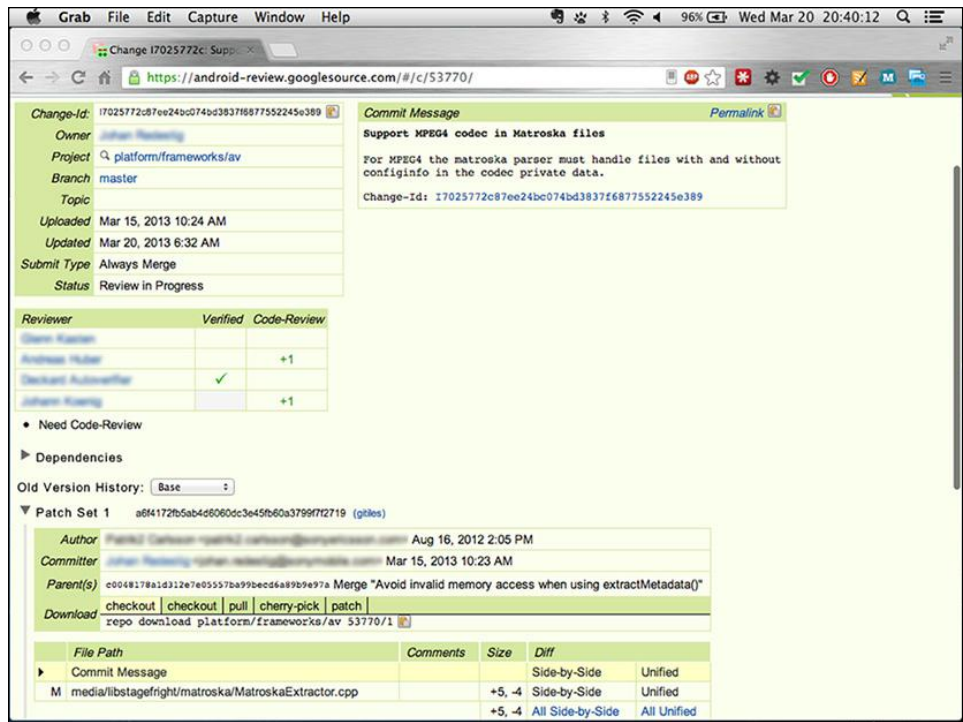 Grab File Edit Capture Window Help 96% Wed Mar 20 20:40:12
Change I7025772c: Supp
https://android-review.googlesource.com/#/c/53770/
Change-Id: I7025772c87ee24bc074bd3837f6877552245e389
Owner
Project platform/frameworks/av
Branch master
Topic
Uploaded Mar 15, 2013 10:24 AM
Updated Mar 20, 2013 6:32 AM
Submit Type Always Merge
Status Review in Progress
Commit Message Permalink
Support MPEG4 codec in Matroska files
For MPEG4 the matroska parser must handle files with and without
configinfo in the codec private data.
Change-Id: I7025772c87ee24bc074bd3837f6877552245e389
Reviewer Verified Code-Review
+1
+1
Need Code-Review
Dependencies
Old Version History: Base
Patch Set 1 a6f4172fb5ab4d6060dc3e45fb60a3799f7f2719 (gitiles)
Author Aug 16, 2012 2:05 PM
Committer Mar 15, 2013 10:23 AM
Parent(s) c0048178a1d312e7e05557ba99becd6a89b9e97a Merge "Avoid invalid memory access when using extractMetadata()"
Download checkout checkout pull cherry-pick patch
repo download platform/frameworks/av 53770/1
File Path Comments Size Diff
Commit Message Side-by-Side Unified
M media/libstagefright/matroska/MatroskaExtractor.cpp +5, -4 Side-by-Side Unified
+5, -4 All Side-by-Side All Unified